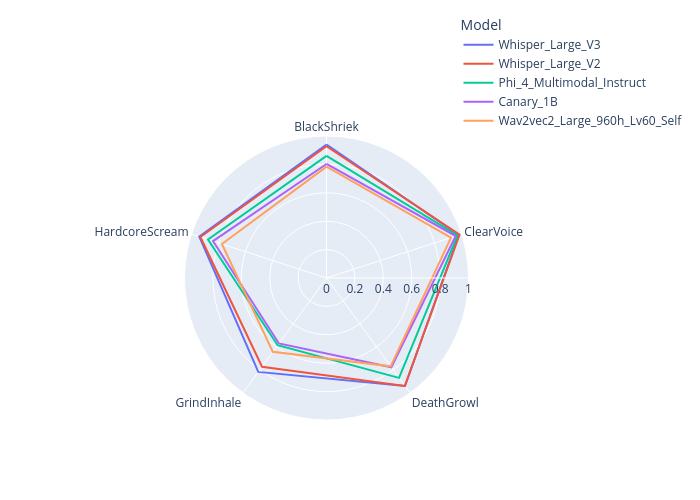 Model
Whisper_Large_V3
Whisper_Large_V2
Phi_4_Multimodal_Instruct
Canary_1B
Wav2vec2_Large_960h_Lv60_Self
BlackShriek
HardcoreScream
ClearVoice
0 0.2 0.4 0.6 0.8 1
GrindInhale
DeathGrowl